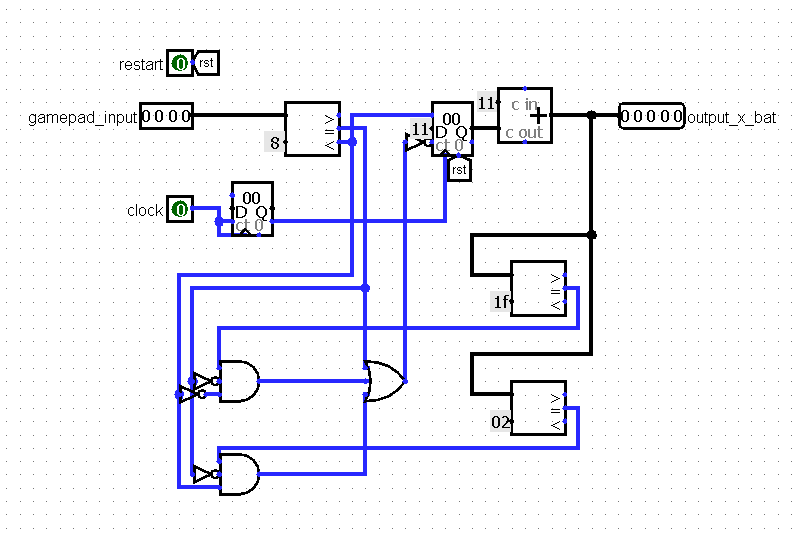 restart 0 rst
gamepad_input 0 0 0 0
8
>
=
<
00
11 D Q
ct 0
rst
11 c in
+
c out
0 0 0 0 0 output_x_bat
clock 0
00
D Q
ct 0
1f
>
=
<
02
>
=
<